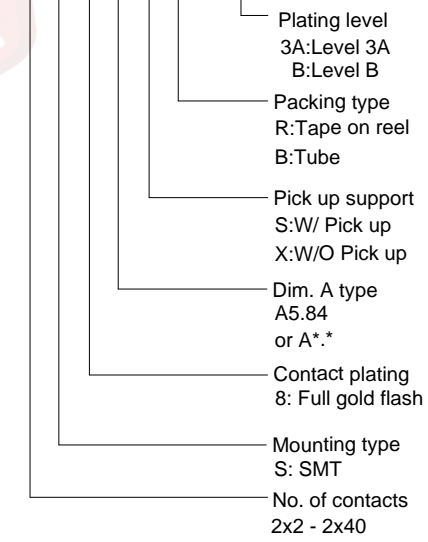 Plating level
3A:Level 3A
B:Level B
Packing type
R:Tape on reel
B:Tube
Pick up support
S:W/ Pick up
X:W/O Pick up
Dim. A type
A5.84
or A*.*
Contact plating
8: Full gold flash
Mounting type
S: SMT
No. of contacts
2x2 - 2x40